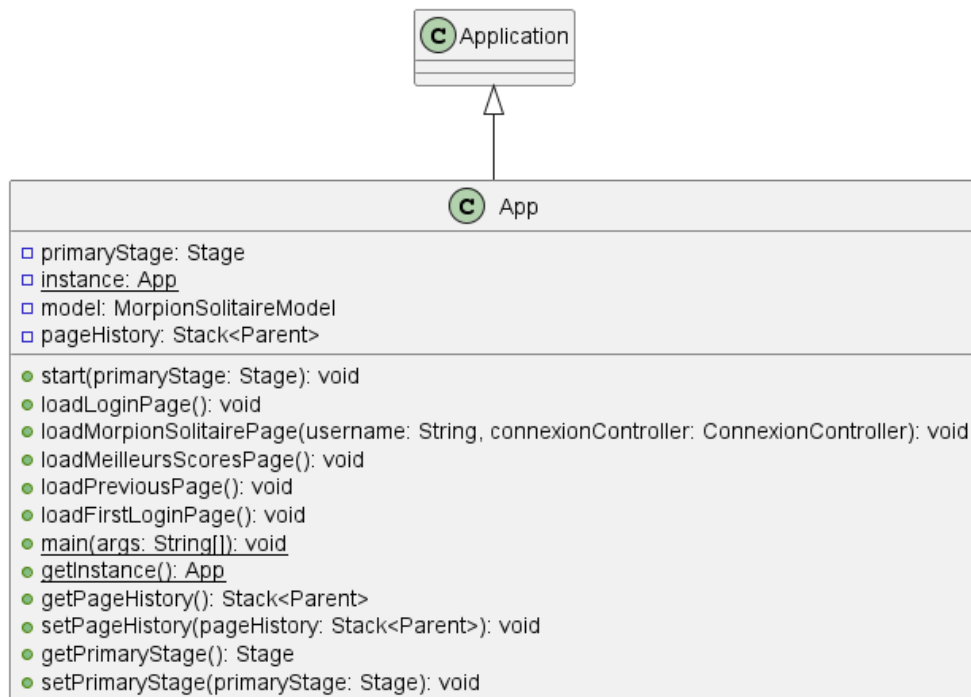 C Application
C App
primaryStage: Stage
instance: App
model: MorpionSolitaireModel
pageHistory: Stack<Parent>
start(primaryStage: Stage): void
loadLoginPage(): void
loadMorpionSolitairePage(username: String, connexionController: ConnexionController): void
loadMeilleursScoresPage(): void
loadPreviousPage(): void
loadFirstLoginPage(): void
main(args: String[]): void
getInstance(): App
getPageHistory(): Stack<Parent>
setPageHistory(pageHistory: Stack<Parent>): void
getPrimaryStage(): Stage
setPrimaryStage(primaryStage: Stage): void